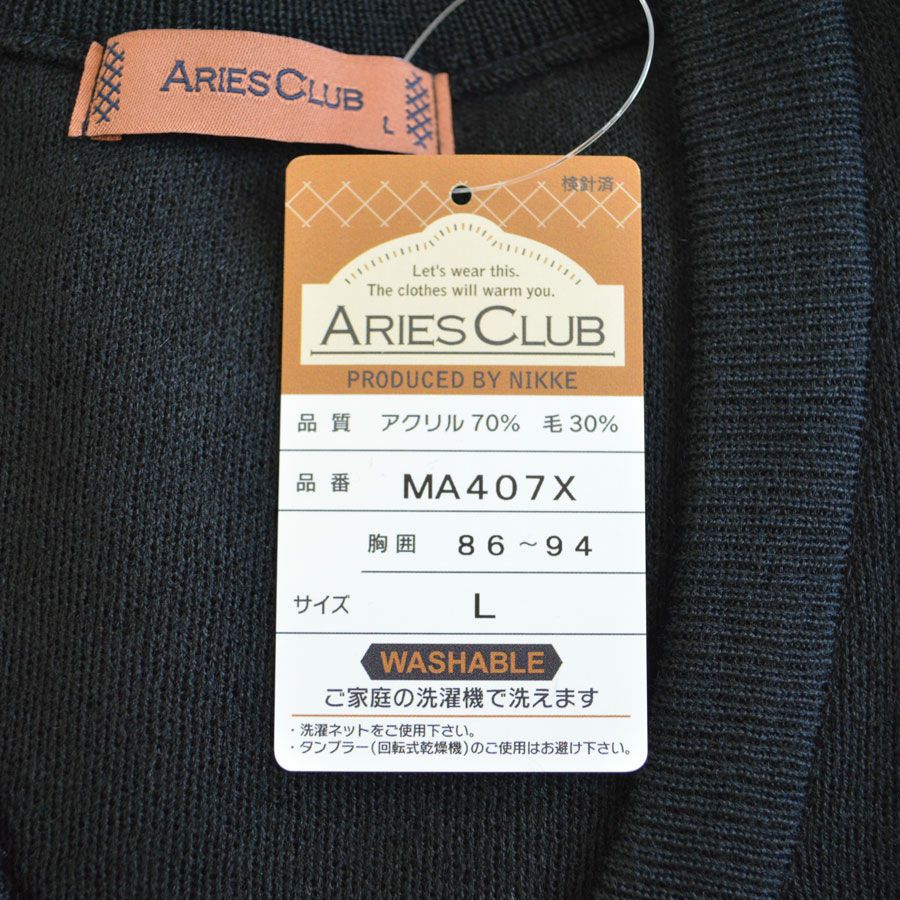 ARIES CLUB
L
検針済
Let's wear this.
The clothes will warm you.
ARIES CLUB
PRODUCED BY NIKKE
品質 アクリル70% 毛30%
品番 MA407X
胸囲 86~94
サイズ L
WASHABLE
ご家庭の洗濯機で洗えます
・洗濯ネットをご使用下さい。
・タンブラー(回転式乾燥機)のご使用はお避け下さい。